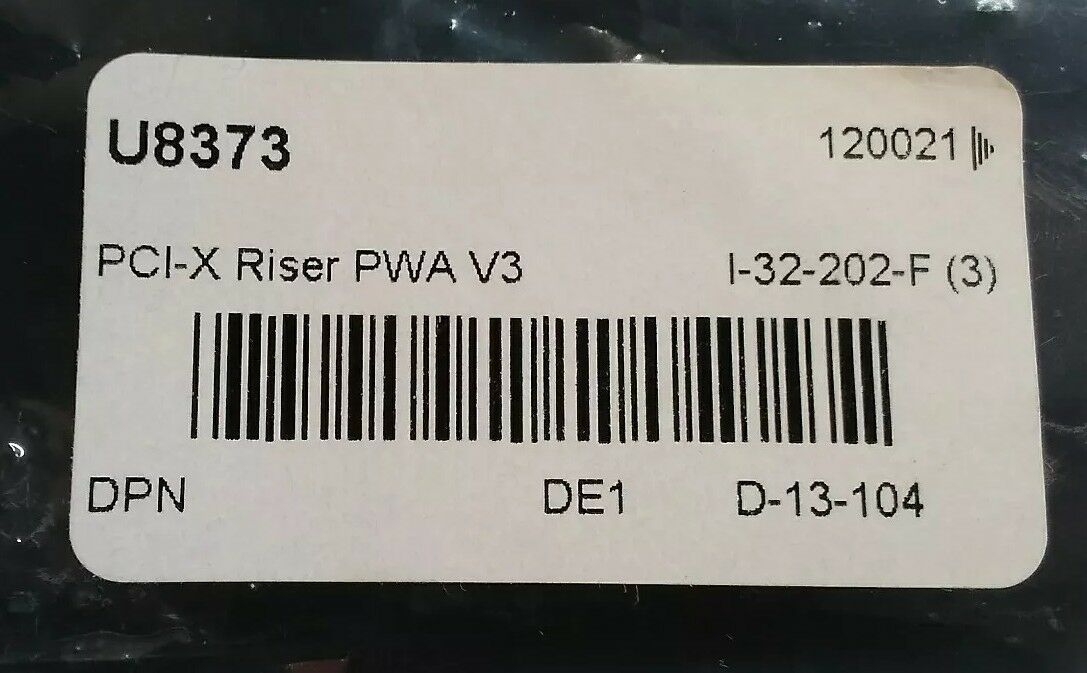 U8373 120021
PCI-X Riser PWA V3 I-32-202-F (3)
DPN DE1 D-13-104